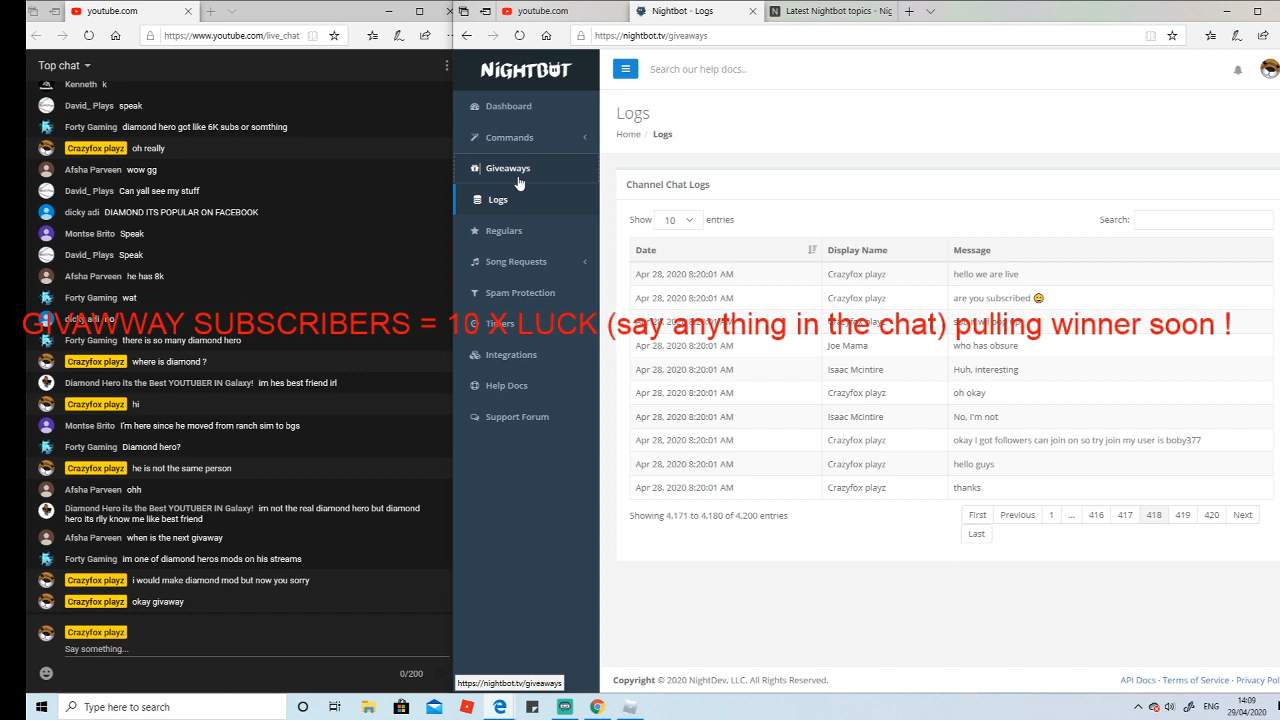 youtube.com
https://www.youtube.com/live_chat
Top chat
Kenneth k
David_ Plays speak
Forty Gaming diamond hero got like 6K subs or somthing
Crazyfox playz oh really
Afsha Parveen wow gg
David_ Plays Can yall see my stuff
dicky adi DIAMOND ITS POPULAR ON FACEBOOK
Montse Brito Speak
David_ Plays Speak
Afsha Parveen he has 8k
Forty Gaming wat
dicky adi no
Forty Gaming there is so many diamond hero
Crazyfox playz where is diamond ?
Diamond Hero its the Best YOUTUBER IN Galaxy! im hes best friend irl
Crazyfox playz hi
Montse Brito I'm here since he moved from ranch sim to bgs
Forty Gaming Diamond hero?
Crazyfox playz he is not the same person
Afsha Parveen ohh
Diamond Hero its the Best YOUTUBER IN Galaxy! im not the real diamond hero but diamond
hero its rlly know me like best friend
Afsha Parveen when is the next givaway
Forty Gaming im one of diamond heros mods on his streams
Crazyfox playz i would make diamond mod but now you sorry
Crazyfox playz okay givaway
Crazyfox playz
Say something...
0/200
GIVAWWAY SUBSCRIBERS = 10 X LUCK (say anything in the chat) pulling winner soon !
youtube.com
Nightbot - Logs
Latest Nightbot topics - Nig
https://nightbot.tv/giveaways
NIGHTBOT
Dashboard
Commands
Giveaways
Logs
Regulars
Song Requests
Spam Protection
Timers
Integrations
Help Docs
Support Forum
https://nightbot.tv/giveaways
Search our help docs..
Logs
Home / Logs
Channel Chat Logs
Show 10 entries Search:
Date Display Name Message
Apr 28, 2020 8:20:01 AM Crazyfox playz hello we are live
Apr 28, 2020 8:20:01 AM Crazyfox playz are you subscribed 😀
Apr 28, 2020 8:20:01 AM Crazyfox playz
Apr 28, 2020 8:20:01 AM Joe Mama who has obsure
Apr 28, 2020 8:20:01 AM Isaac Mcintire Huh, interesting
Apr 28, 2020 8:20:01 AM Crazyfox playz oh okay
Apr 28, 2020 8:20:01 AM Isaac Mcintire No, I'm not
Apr 28, 2020 8:20:01 AM Crazyfox playz okay I got followers can join on so try join my user is boby377
Apr 28, 2020 8:20:01 AM Crazyfox playz hello guys
Apr 28, 2020 8:20:01 AM Crazyfox playz thanks
Showing 4,171 to 4,180 of 4,200 entries
First Previous 1 ... 416 417 418 419 420 Next
Last
Copyright © 2020 NightDev, LLC. All Rights Reserved.
API Docs · Terms of Service · Privacy Pol
Type here to search
ENG
14:09
29/04/2020